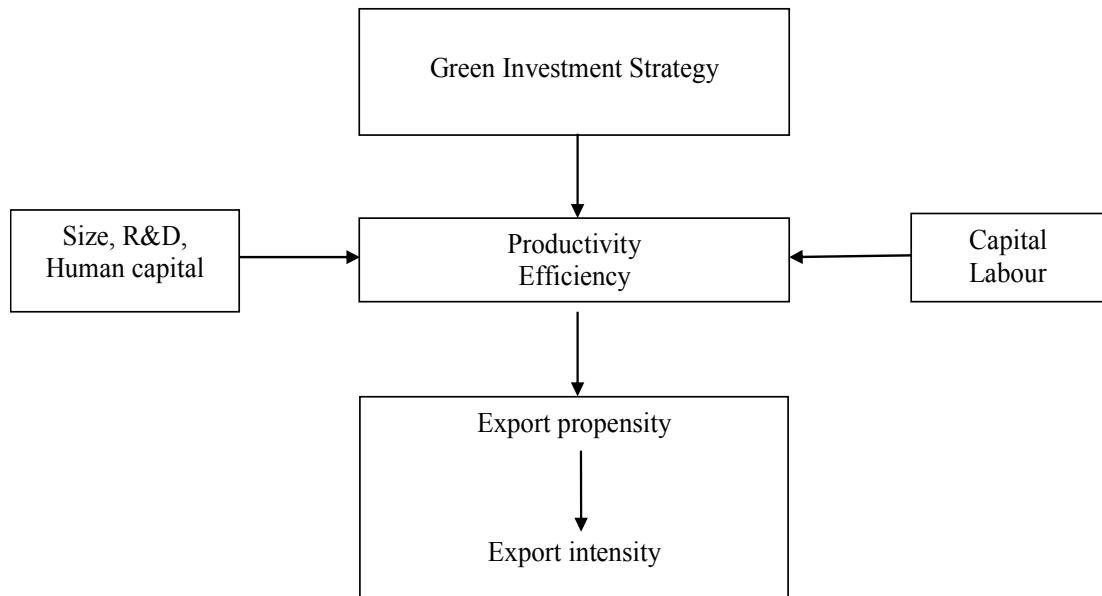 Green Investment Strategy
Size, R&D,
Human capital
Productivity
Efficiency
Capital
Labour
Export propensity
Export intensity